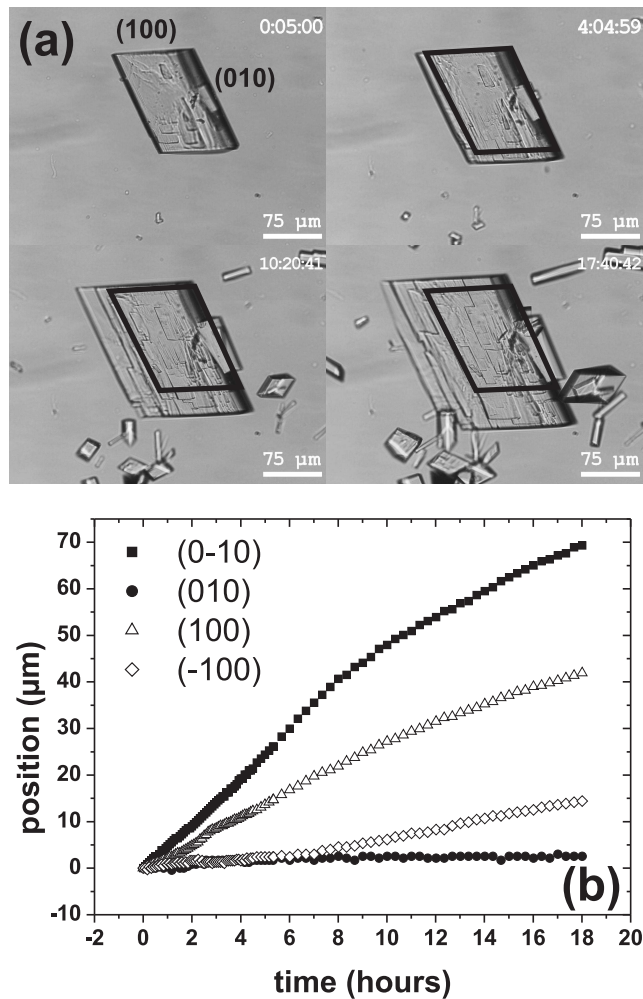 (a)
(100)
(010)
0:05:00
75 µm
4:04:59
75 µm
10:20:41
75 µm
17:40:42
75 µm
(0-10)
(010)
(100)
(-100)
position (µm)
70
60
50
40
30
20
10
0
-10
-2 0 2 4 6 8 10 12 14 16 18 20
time (hours)
(b)